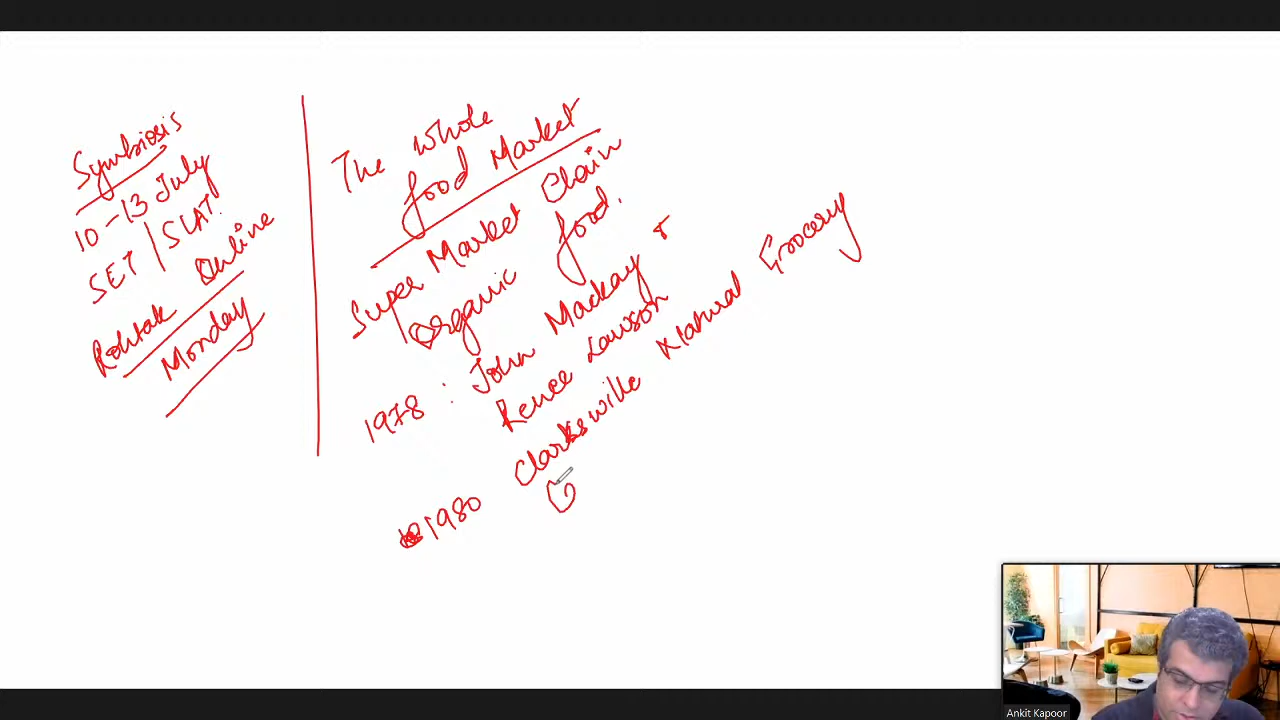 Symbiosis
10-13 July
SET / SLAT.
Online
Rohtak
Monday
The Whole
food Market
Super Market Chain
Organic food.
1978 : John Mackay &
Renee Lawson
Clarksville Natural Grocery
1980
Ankit Kapoor